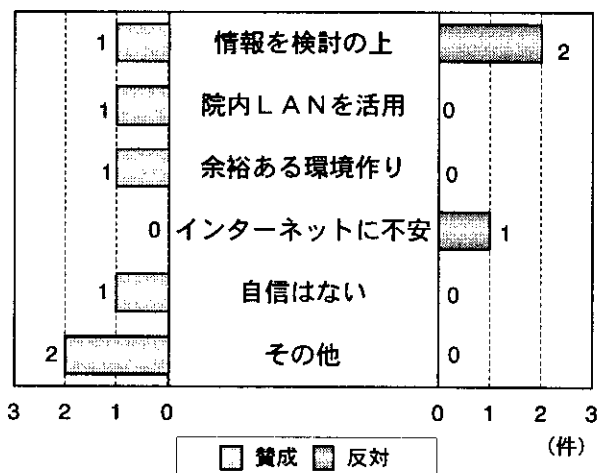 1 情報を検討の上 2
1 院内LANを活用 0
1 余裕ある環境作り 0
0 インターネットに不安 1
1 自信はない 0
2 その他 0
3 2 1 0 0 1 2 3
(件)
賛成 反対